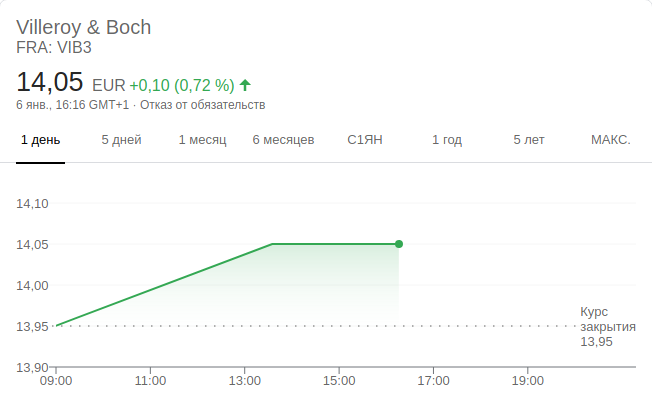 Villeroy & Boch
FRA: VIB3
14,05 EUR +0,10 (0,72 %)
6 янв., 16:16 GMT+1 · Отказ от обязательств
1 день 5 дней 1 месяц 6 месяцев С1ЯН 1 год 5 лет МАКС.
14,10
14,05
14,00
13,95
13,90
Курс
закрытия
13,95
09:00 11:00 13:00 15:00 17:00 19:00